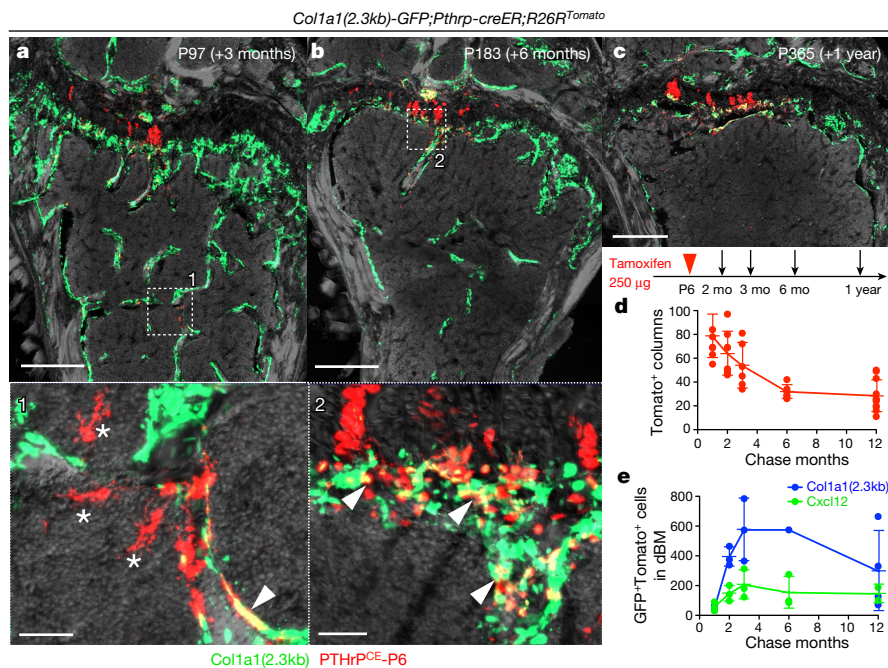 Col1a1(2.3kb)-GFP;Pthrp-creER;R26R^Tomato
a P97 (+3 months)
b P183 (+6 months)
c P365 (+1 year)
1
2
Tamoxifen
250 µg
P6 2 mo 3 mo 6 mo 1 year
1
2
d
Tomato⁺ columns
100
80
60
40
20
0
0 2 4 6 8 10 12
Chase months
e
Col1a1(2.3kb)
Cxcl12
GFP⁺Tomato⁺ cells
in dBM
800
600
400
200
0
0 2 4 6 8 10 12
Chase months
* * *
Col1a1(2.3kb) PTHrP^CE-P6